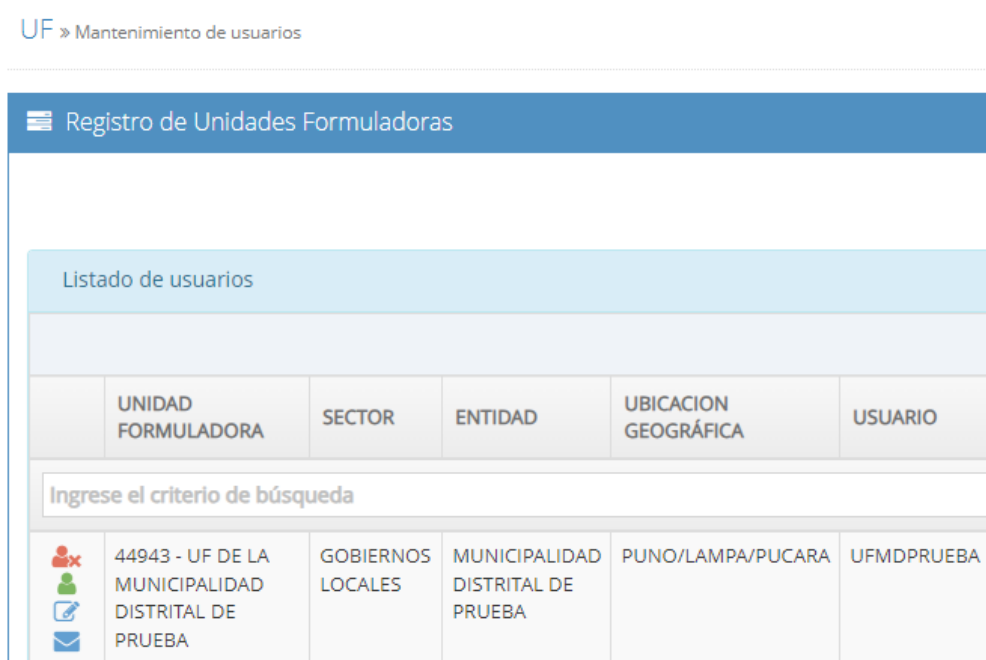 UF » Mantenimiento de usuarios
Registro de Unidades Formuladoras
Listado de usuarios
UNIDAD FORMULADORA SECTOR ENTIDAD UBICACION GEOGRÁFICA USUARIO
Ingrese el criterio de búsqueda
44943 - UF DE LA GOBIERNOS MUNICIPALIDAD PUNO/LAMPA/PUCARA UFMDPRUEBA
MUNICIPALIDAD LOCALES DISTRITAL DE
DISTRITAL DE PRUEBA
PRUEBA